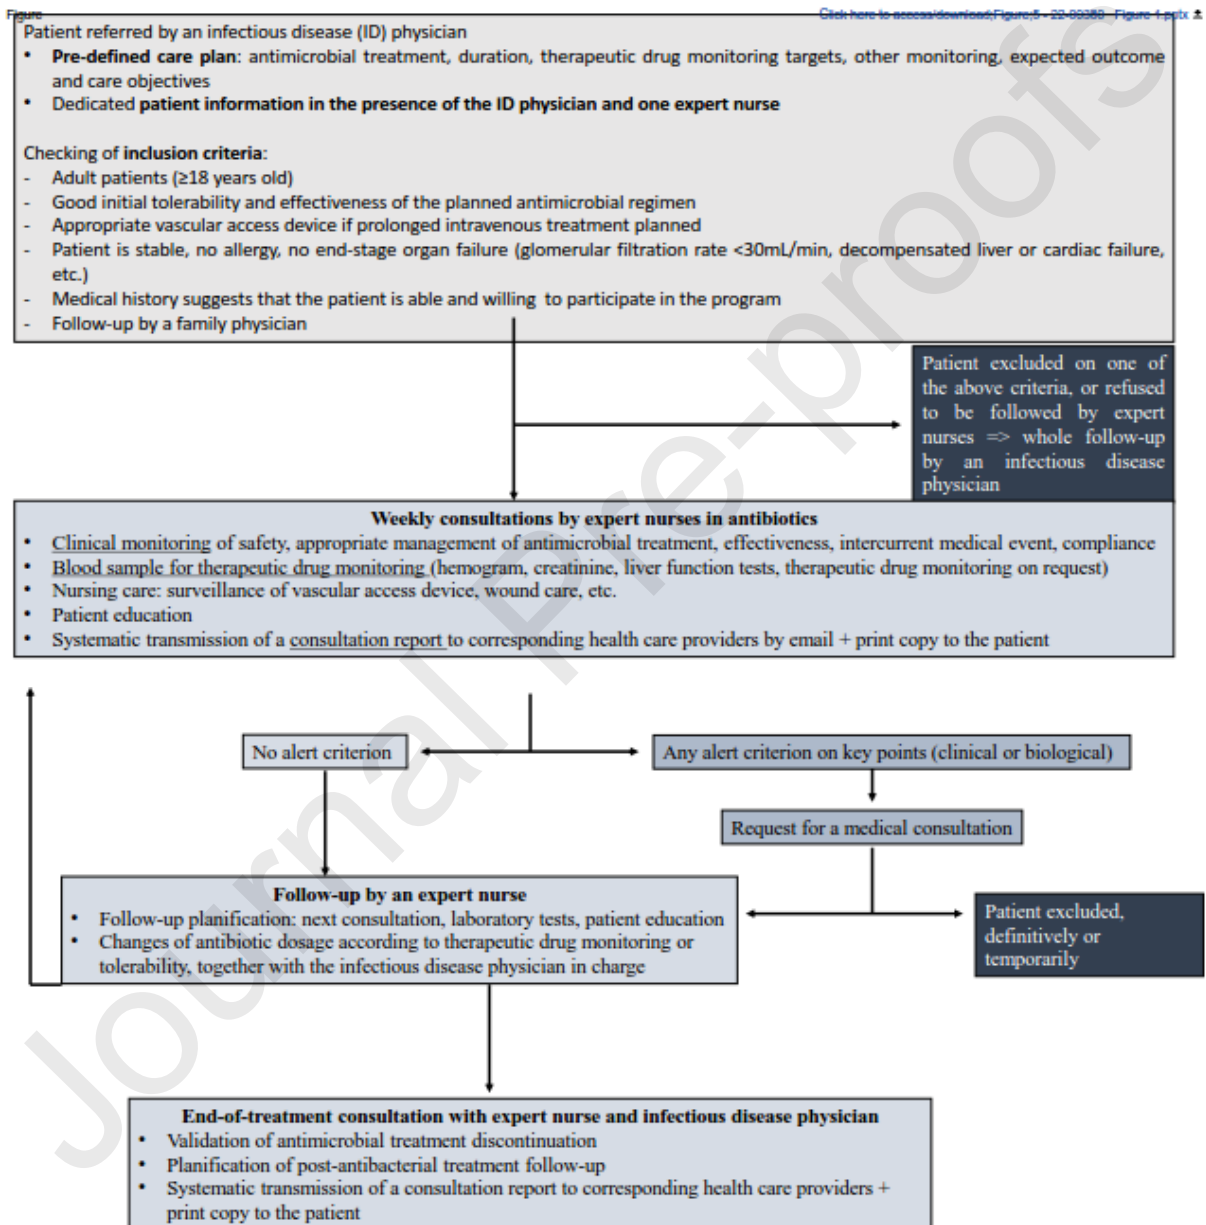 Figure
Click here to access/download;Figure;5 - 22-00380 - Figure 1.pptx
Patient referred by an infectious disease (ID) physician
• Pre-defined care plan: antimicrobial treatment, duration, therapeutic drug monitoring targets, other monitoring, expected outcome
and care objectives
• Dedicated patient information in the presence of the ID physician and one expert nurse
Checking of inclusion criteria:
- Adult patients (≥18 years old)
- Good initial tolerability and effectiveness of the planned antimicrobial regimen
- Appropriate vascular access device if prolonged intravenous treatment planned
- Patient is stable, no allergy, no end-stage organ failure (glomerular filtration rate <30mL/min, decompensated liver or cardiac failure,
etc.)
- Medical history suggests that the patient is able and willing to participate in the program
- Follow-up by a family physician
Patient excluded on one of
the above criteria, or refused
to be followed by expert
nurses => whole follow-up
by an infectious disease
physician
Weekly consultations by expert nurses in antibiotics
• Clinical monitoring of safety, appropriate management of antimicrobial treatment, effectiveness, intercurrent medical event, compliance
• Blood sample for therapeutic drug monitoring (hemogram, creatinine, liver function tests, therapeutic drug monitoring on request)
• Nursing care: surveillance of vascular access device, wound care, etc.
• Patient education
• Systematic transmission of a consultation report to corresponding health care providers by email + print copy to the patient
No alert criterion
Any alert criterion on key points (clinical or biological)
Request for a medical consultation
Follow-up by an expert nurse
• Follow-up planification: next consultation, laboratory tests, patient education
• Changes of antibiotic dosage according to therapeutic drug monitoring or
tolerability, together with the infectious disease physician in charge
Patient excluded,
definitively or
temporarily
End-of-treatment consultation with expert nurse and infectious disease physician
• Validation of antimicrobial treatment discontinuation
• Planification of post-antibacterial treatment follow-up
• Systematic transmission of a consultation report to corresponding health care providers +
print copy to the patient
Journal Pre-proofs